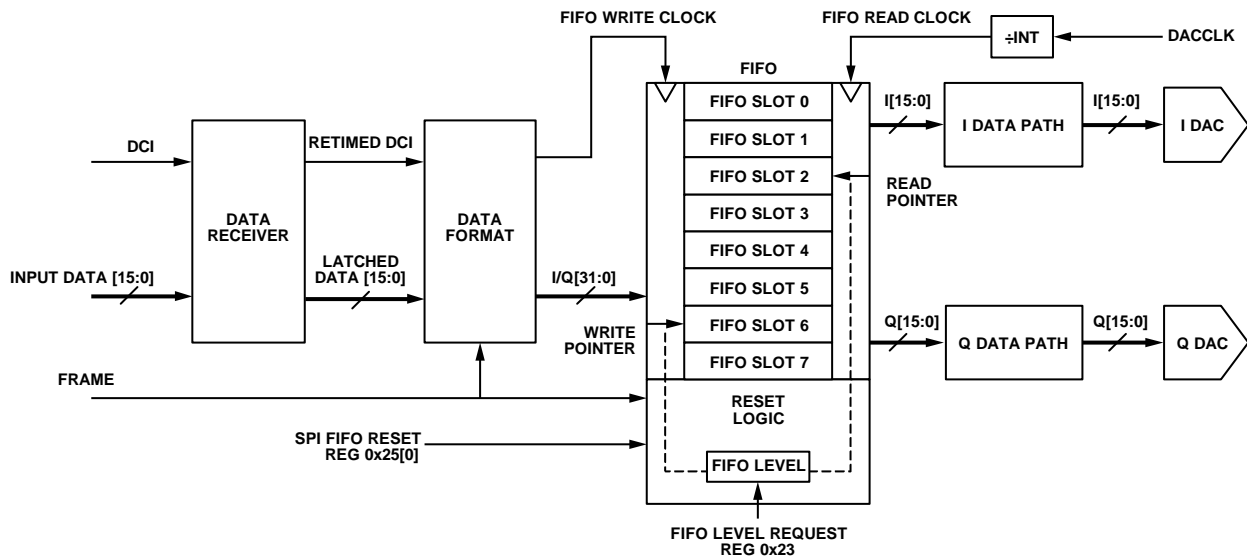 FIFO WRITE CLOCK
FIFO READ CLOCK
÷INT
DACCLK
FIFO
FIFO SLOT 0
FIFO SLOT 1
FIFO SLOT 2
FIFO SLOT 3
FIFO SLOT 4
FIFO SLOT 5
FIFO SLOT 6
FIFO SLOT 7
I[15:0]
I DATA PATH
I[15:0]
I DAC
DCI
RETIMED DCI
READ
POINTER
DATA
RECEIVER
DATA
FORMAT
INPUT DATA [15:0]
LATCHED
DATA [15:0]
I/Q[31:0]
WRITE
POINTER
Q[15:0]
Q DATA PATH
Q[15:0]
Q DAC
FRAME
RESET
LOGIC
SPI FIFO RESET
REG 0x25[0]
FIFO LEVEL
FIFO LEVEL REQUEST
REG 0x23